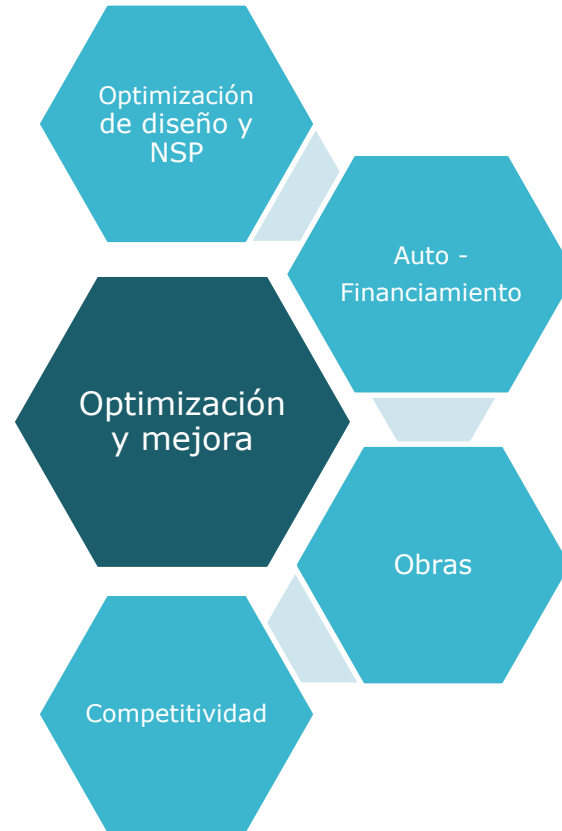 Optimización
de diseño y
NSP
Auto -
Financiamiento
Optimización
y mejora
Obras
Competitividad